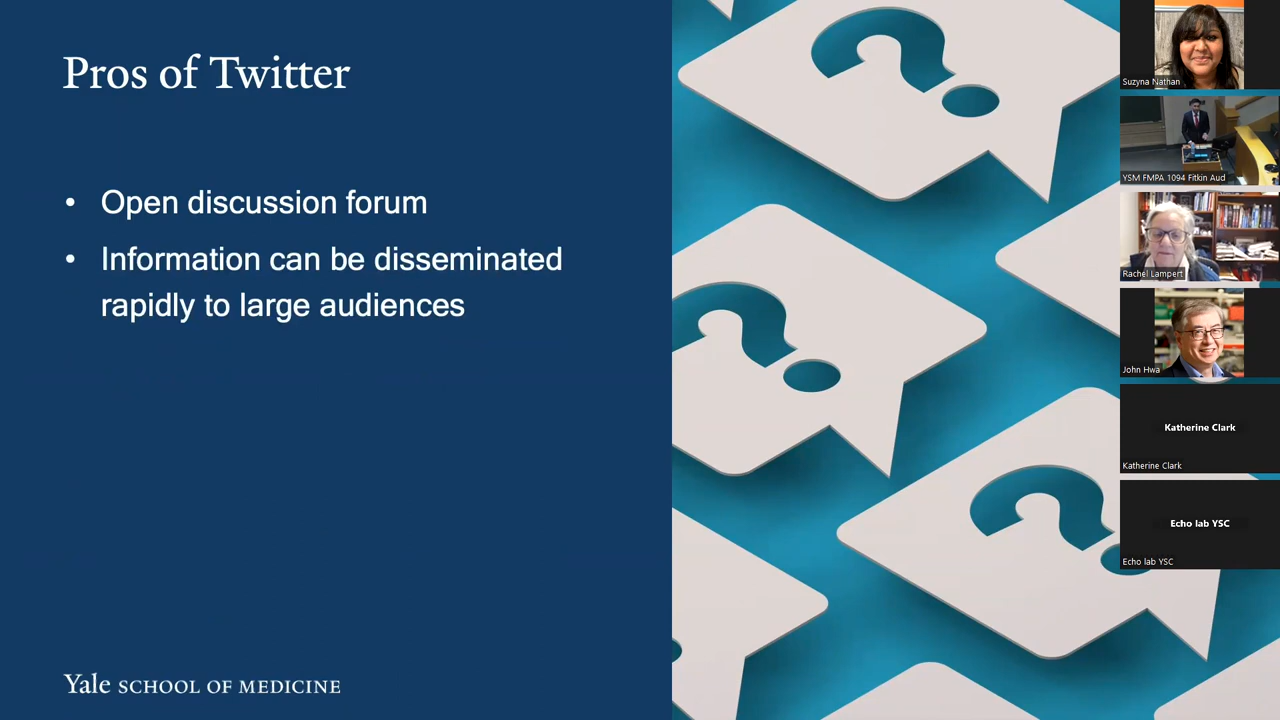 Pros of Twitter
• Open discussion forum
• Information can be disseminated
rapidly to large audiences
Yale SCHOOL OF MEDICINE
Suzyna Nathan
YSM FMPA 1094 Fitkin Aud
Rachel Lampert
John Hwa
Katherine Clark
Katherine Clark
Echo lab YSC
Echo lab YSC